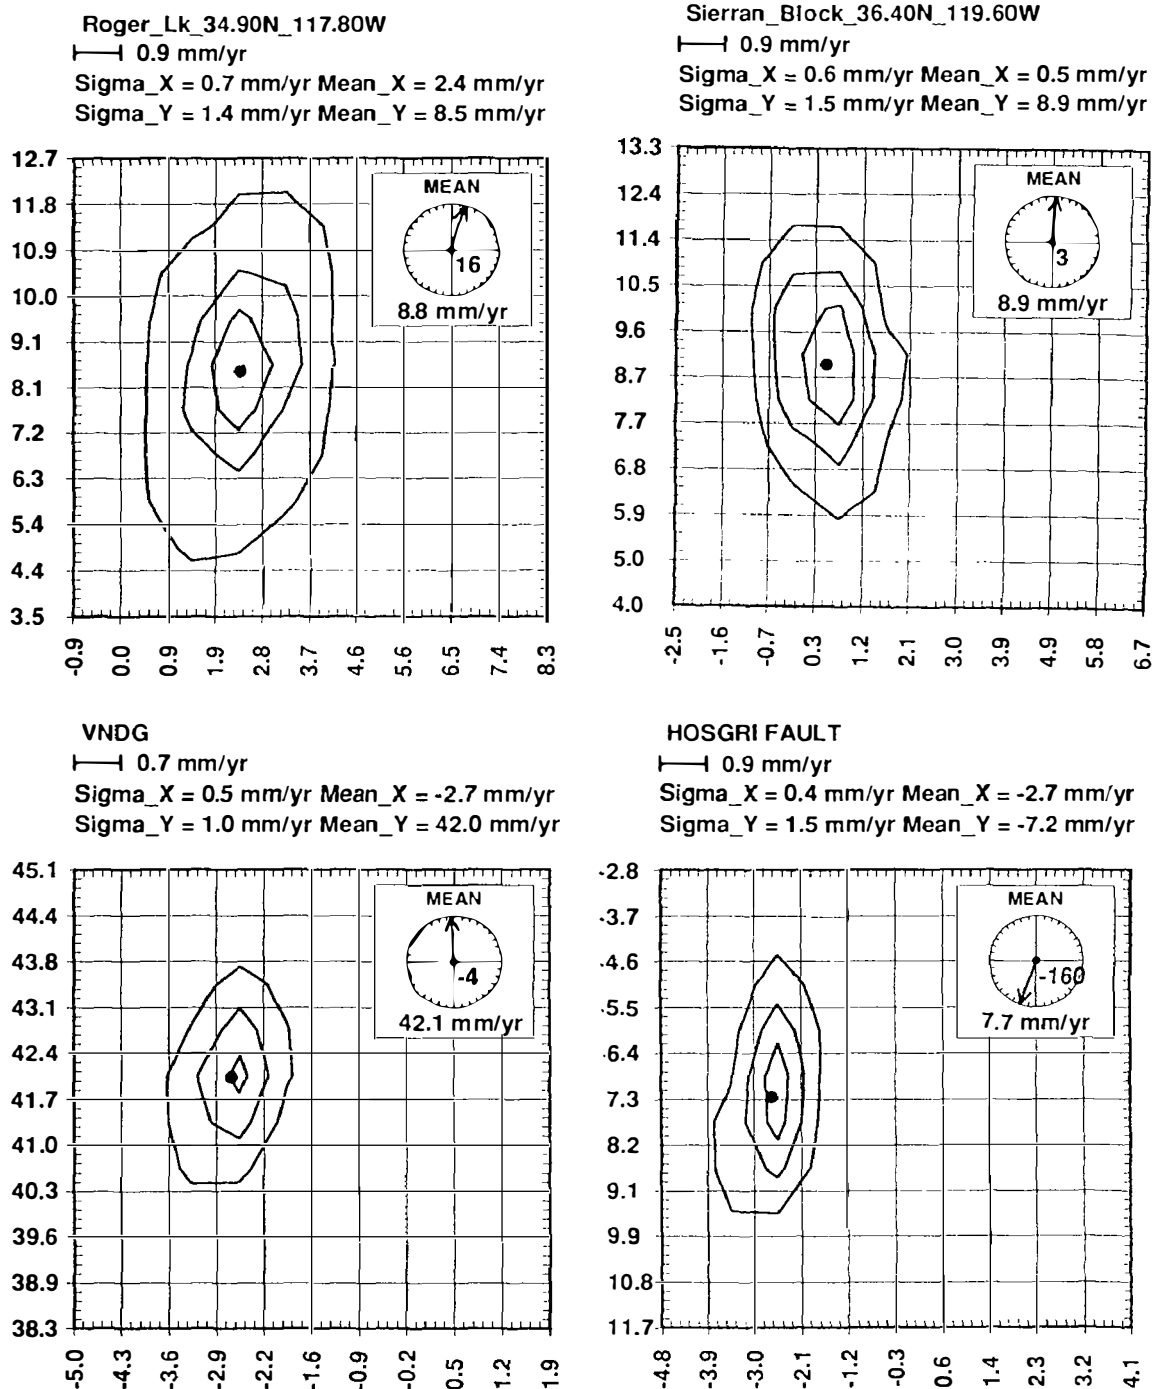 Roger_Lk_34.90N_117.80W
0.9 mm/yr
Sigma_X = 0.7 mm/yr Mean_X = 2.4 mm/yr
Sigma_Y = 1.4 mm/yr Mean_Y = 8.5 mm/yr
12.7
11.8
10.9
10.0
9.1
8.1
7.2
6.3
5.4
4.4
3.5
MEAN
16
8.8 mm/yr
-0.9 0.0 0.9 1.9 2.8 3.7 4.6 5.5 6.5 7.4 8.3
Sierran_Block_36.40N_119.60W
0.9 mm/yr
Sigma_X = 0.6 mm/yr Mean_X = 0.5 mm/yr
Sigma_Y = 1.5 mm/yr Mean_Y = 8.9 mm/yr
13.3
12.4
11.4
10.5
9.6
8.7
7.7
6.8
5.9
5.0
4.0
MEAN
3
8.9 mm/yr
-2.5 -1.6 -0.7 0.3 1.2 2.1 3.0 4.0 4.9 5.8 6.7
VNDG
0.7 mm/yr
Sigma_X = 0.5 mm/yr Mean_X = -2.7 mm/yr
Sigma_Y = 1.0 mm/yr Mean_Y = 42.0 mm/yr
45.1
44.4
43.8
43.1
42.4
41.7
41.0
40.3
39.6
38.9
38.3
MEAN
-4
42.1 mm/yr
-5.0 -4.3 -3.6 -2.9 -2.2 -1.6 -0.9 -0.2 0.5 1.2 1.9
HOSGRI FAULT
0.9 mm/yr
Sigma_X = 0.4 mm/yr Mean_X = -2.7 mm/yr
Sigma_Y = 1.5 mm/yr Mean_Y = -7.2 mm/yr
-2.8
-3.7
-4.6
-5.5
-6.4
7.3
8.2
9.1
9.9
10.8
11.7
MEAN
-160
7.7 mm/yr
-4.8 -3.9 -3.0 -2.1 -1.2 -0.3 0.6 1.4 2.3 3.2 4.1